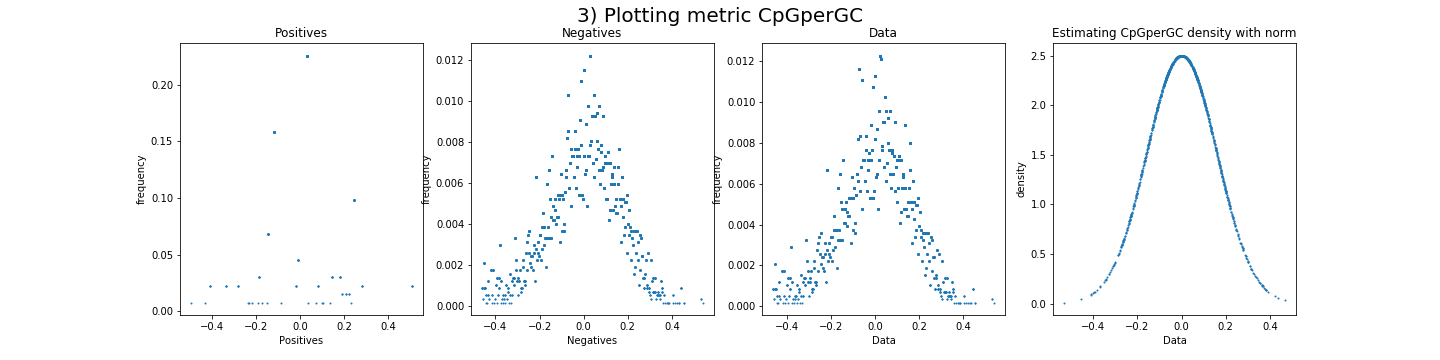 3) Plotting metric CpGperGC
Positives
Negatives
Data
Estimating CpGperGC density with norm
0.20
0.15
0.10
0.05
0.00
frequency
−0.4 −0.2 0.0 0.2 0.4
Positives
0.012
0.010
0.008
0.006
0.004
0.002
0.000
frequency
−0.4 −0.2 0.0 0.2 0.4
Negatives
0.012
0.010
0.008
0.006
0.004
0.002
0.000
frequency
−0.4 −0.2 0.0 0.2 0.4
Data
2.5
2.0
1.5
1.0
0.5
0.0
density
−0.4 −0.2 0.0 0.2 0.4
Data